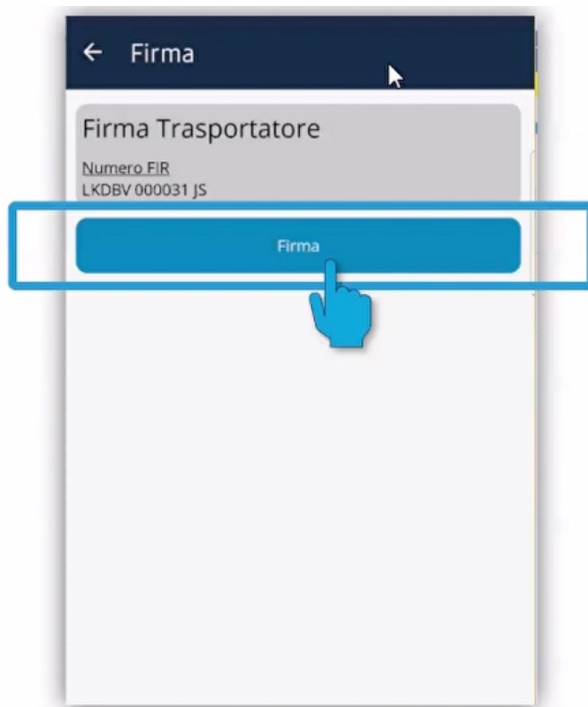 Firma
Firma Trasportatore
Numero FIR
LKDBV 000031 JS
Firma